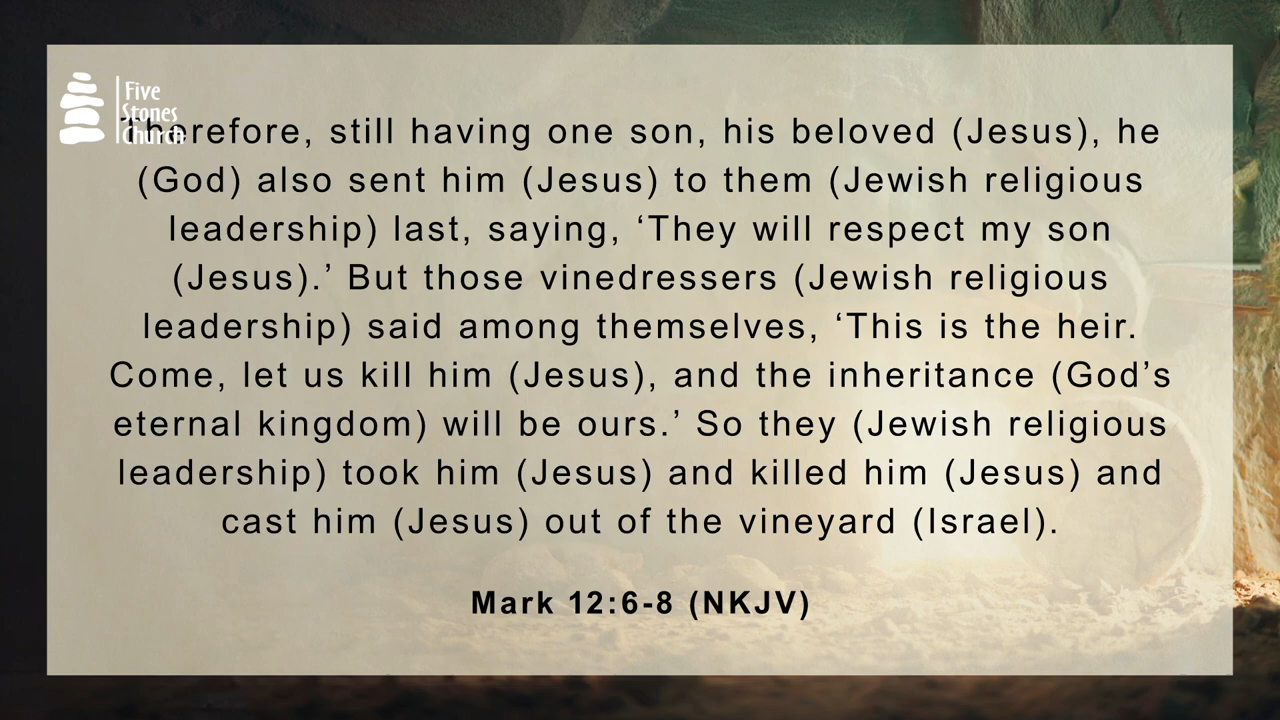 Five
Stones
Church
Therefore, still having one son, his beloved (Jesus), he
(God) also sent him (Jesus) to them (Jewish religious
leadership) last, saying, ‘They will respect my son
(Jesus).’ But those vinedressers (Jewish religious
leadership) said among themselves, ‘This is the heir.
Come, let us kill him (Jesus), and the inheritance (God’s
eternal kingdom) will be ours.’ So they (Jewish religious
leadership) took him (Jesus) and killed him (Jesus) and
cast him (Jesus) out of the vineyard (Israel).
Mark 12:6-8 (NKJV)